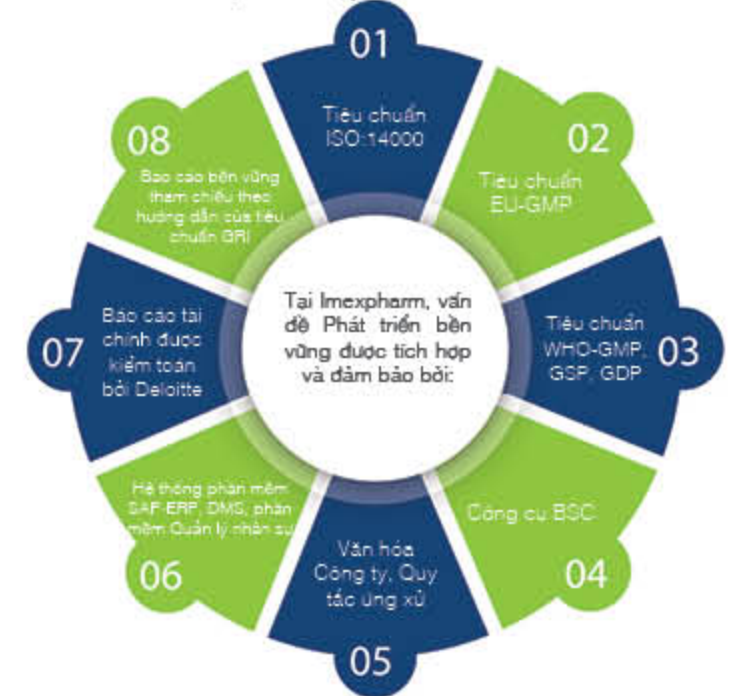 Tại Imexpharm, vấn
đề Phát triển bền
vững được tích hợp
và đảm bảo bởi:
01
Tiêu chuẩn
ISO:14000
02
Tiêu chuẩn
EU-GMP
03
Tiêu chuẩn
WHO-GMP,
GSP, GDP
04
Công cụ BSC
05
Văn hóa
Công ty, Quy
tắc ứng xử
06
Hệ thống phần mềm
SAP ERP, DMS, phần
mềm Quản lý nhân sự
07
Báo cáo tài
chính được
kiểm toán
bởi Deloitte
08
Báo cáo bền vững
tham chiếu theo
hướng dẫn của tiêu
chuẩn GRI